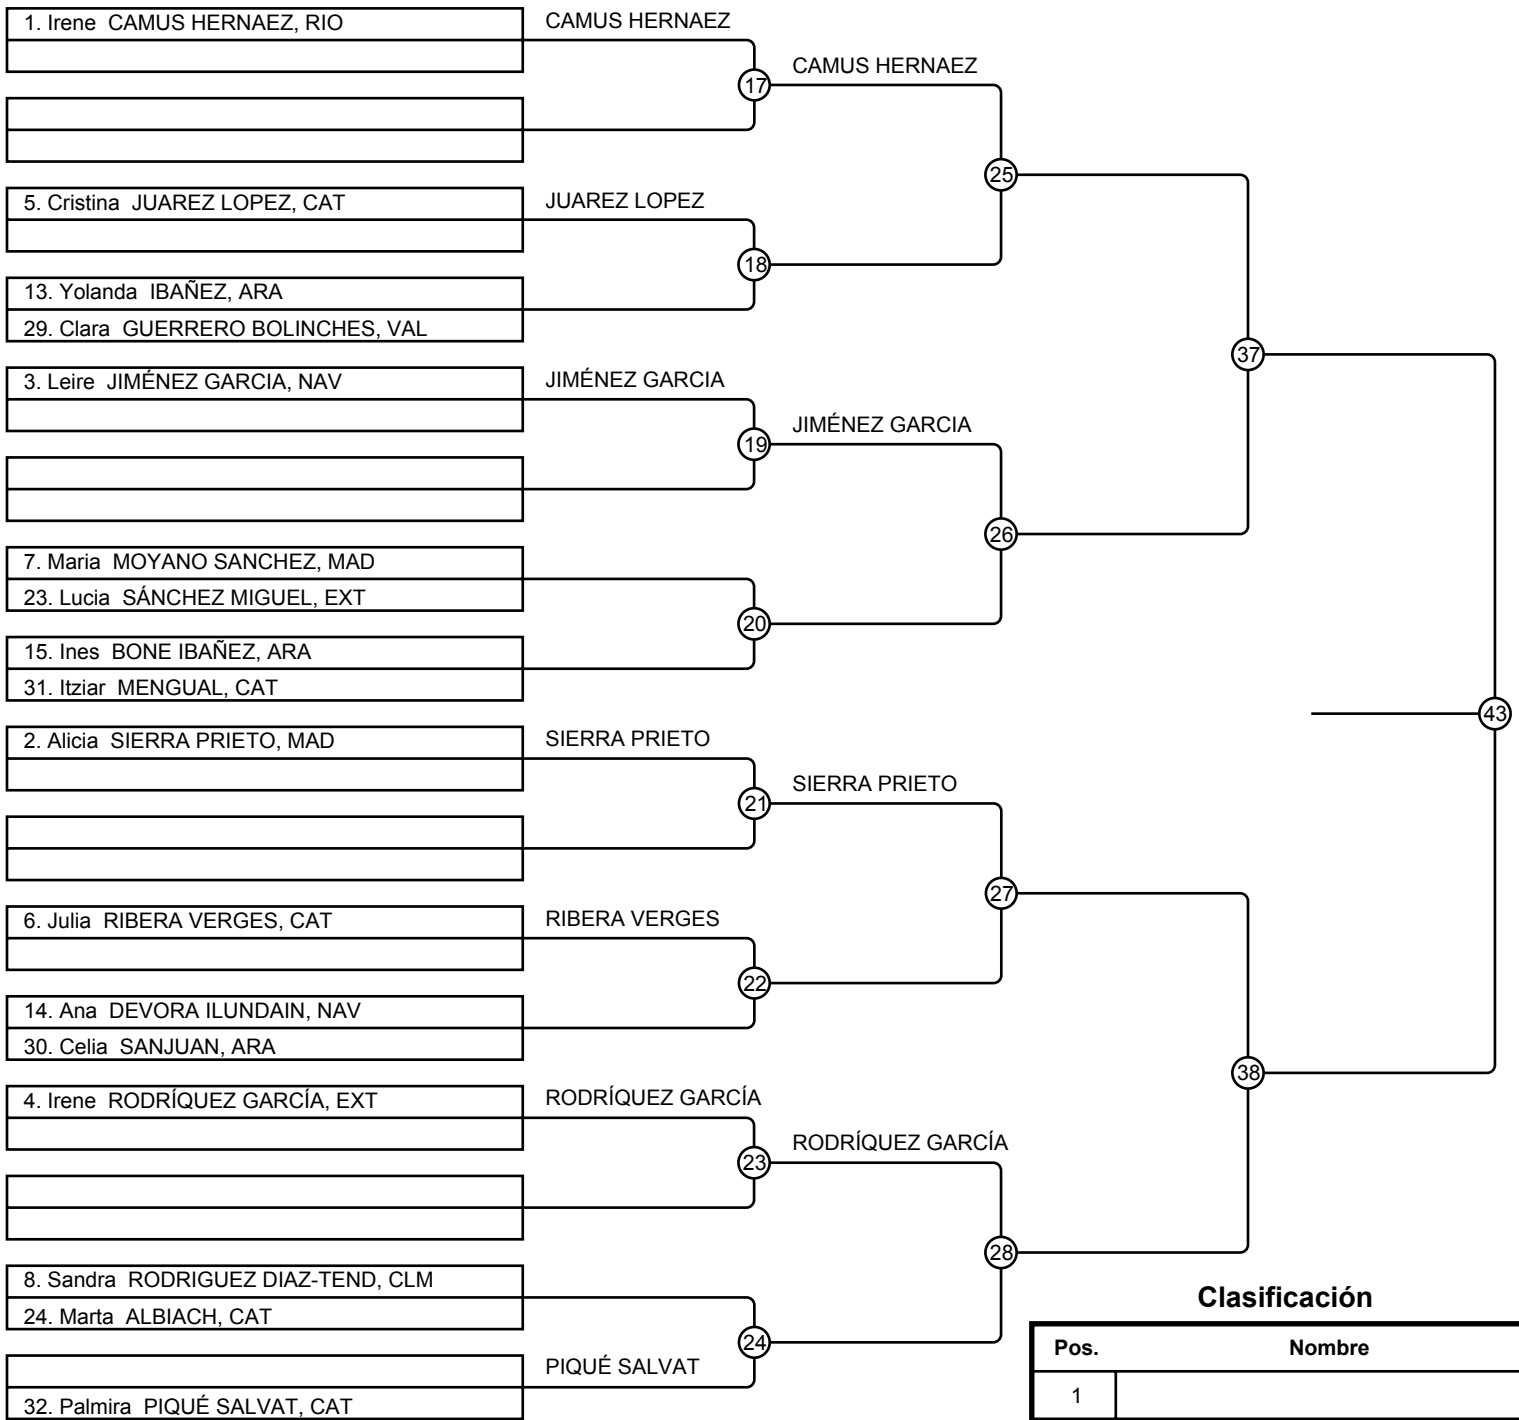 1. Irene  CAMUS HERNAEZ, RIO
CAMUS HERNAEZ
CAMUS HERNAEZ
17
25
5. Cristina  JUAREZ LOPEZ, CAT
JUAREZ LOPEZ
18
13. Yolanda  IBAÑEZ, ARA
29. Clara  GUERRERO BOLINCHES, VAL
37
3. Leire  JIMÉNEZ GARCIA, NAV
JIMÉNEZ GARCIA
JIMÉNEZ GARCIA
19
26
7. Maria  MOYANO SANCHEZ, MAD
23. Lucia  SÁNCHEZ MIGUEL, EXT
20
15. Ines  BONE IBAÑEZ, ARA
31. Itziar  MENGUAL, CAT
43
2. Alicia  SIERRA PRIETO, MAD
SIERRA PRIETO
SIERRA PRIETO
21
27
6. Julia  RIBERA VERGES, CAT
RIBERA VERGES
22
14. Ana  DEVORA ILUNDAIN, NAV
30. Celia  SANJUAN, ARA
38
4. Irene  RODRÍQUEZ GARCÍA, EXT
RODRÍQUEZ GARCÍA
RODRÍQUEZ GARCÍA
23
28
8. Sandra  RODRIGUEZ DIAZ-TEND, CLM
24. Marta  ALBIACH, CAT
24
PIQUÉ SALVAT
32. Palmira  PIQUÉ SALVAT, CAT
Clasificación
Pos. Nombre
1